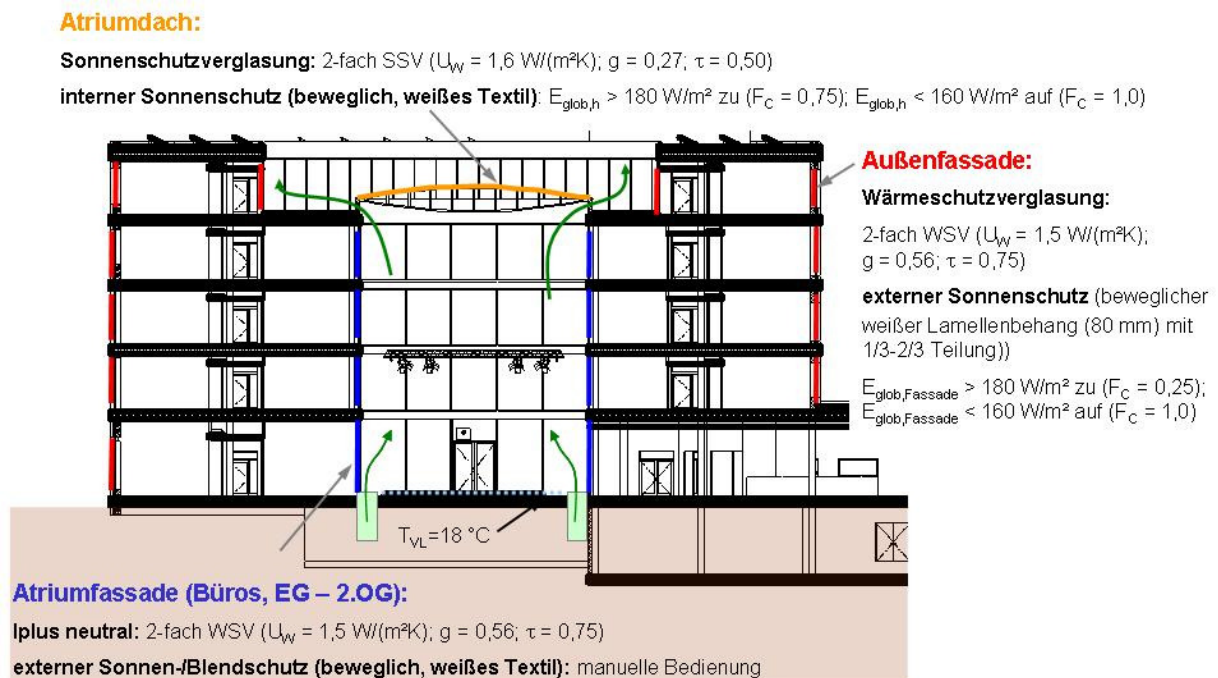 Atriumdach:
Sonnenschutzverglasung: 2-fach SSV (U_W = 1,6 W/(m²K); g = 0,27; τ = 0,50)
interner Sonnenschutz (beweglich, weißes Textil): E_glob,h > 180 W/m² zu (F_C = 0,75); E_glob,h < 160 W/m² auf (F_C = 1,0)
Außenfassade:
Wärmeschutzverglasung:
2-fach WSV (U_W = 1,5 W/(m²K);
g = 0,56; τ = 0,75)
externer Sonnenschutz (beweglicher
weißer Lamellenbehang (80 mm) mit
1/3-2/3 Teilung))
E_glob,Fassade > 180 W/m² zu (F_C = 0,25);
E_glob,Fassade < 160 W/m² auf (F_C = 1,0)
T_VL=18 °C
Atriumfassade (Büros, EG – 2.OG):
Iplus neutral: 2-fach WSV (U_W = 1,5 W/(m²K); g = 0,56; τ = 0,75)
externer Sonnen-/Blendschutz (beweglich, weißes Textil): manuelle Bedienung